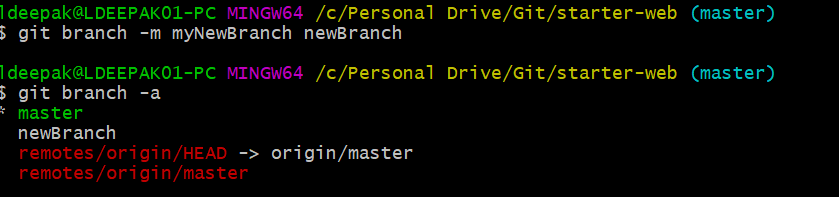 ldeepak@LDEEPAK01-PC MINGW64 /c/Personal Drive/Git/starter-web (master)
$ git branch -m myNewBranch newBranch
ldeepak@LDEEPAK01-PC MINGW64 /c/Personal Drive/Git/starter-web (master)
$ git branch -a
* master
newBranch
remotes/origin/HEAD -> origin/master
remotes/origin/master